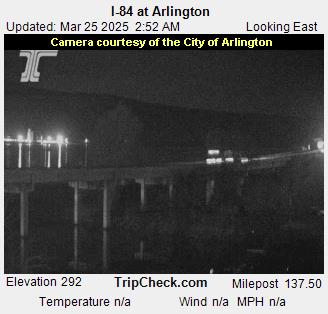 I-84 at Arlington
Updated: Mar 25 2025 2:52 AM Looking East
Camera courtesy of the City of Arlington
Elevation 292 TripCheck.com Milepost 137.50
Temperature n/a Wind n/a MPH n/a